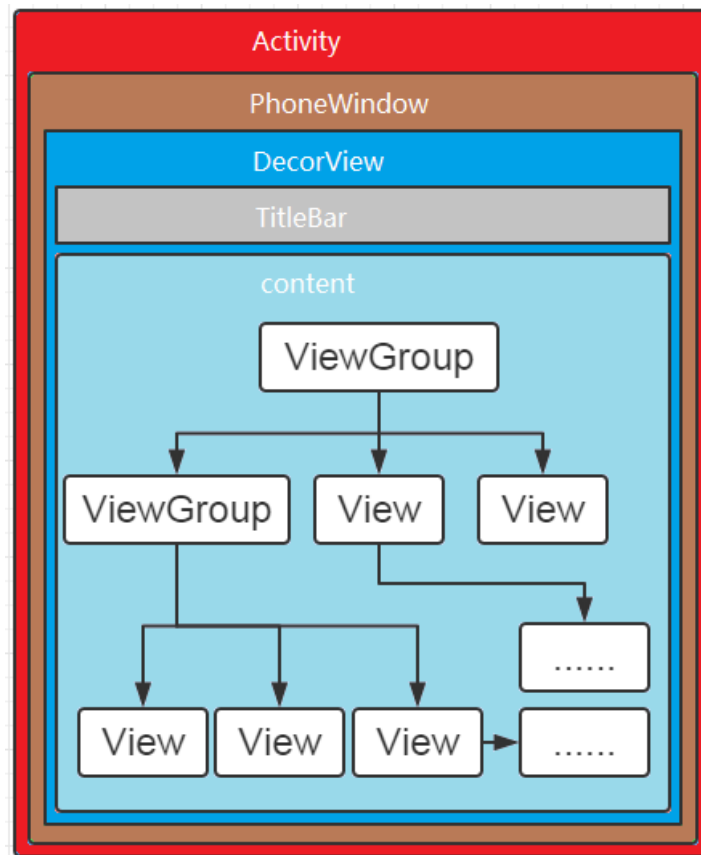 Activity
PhoneWindow
DecorView
TitleBar
content
ViewGroup
ViewGroup View View
......
View View View ......